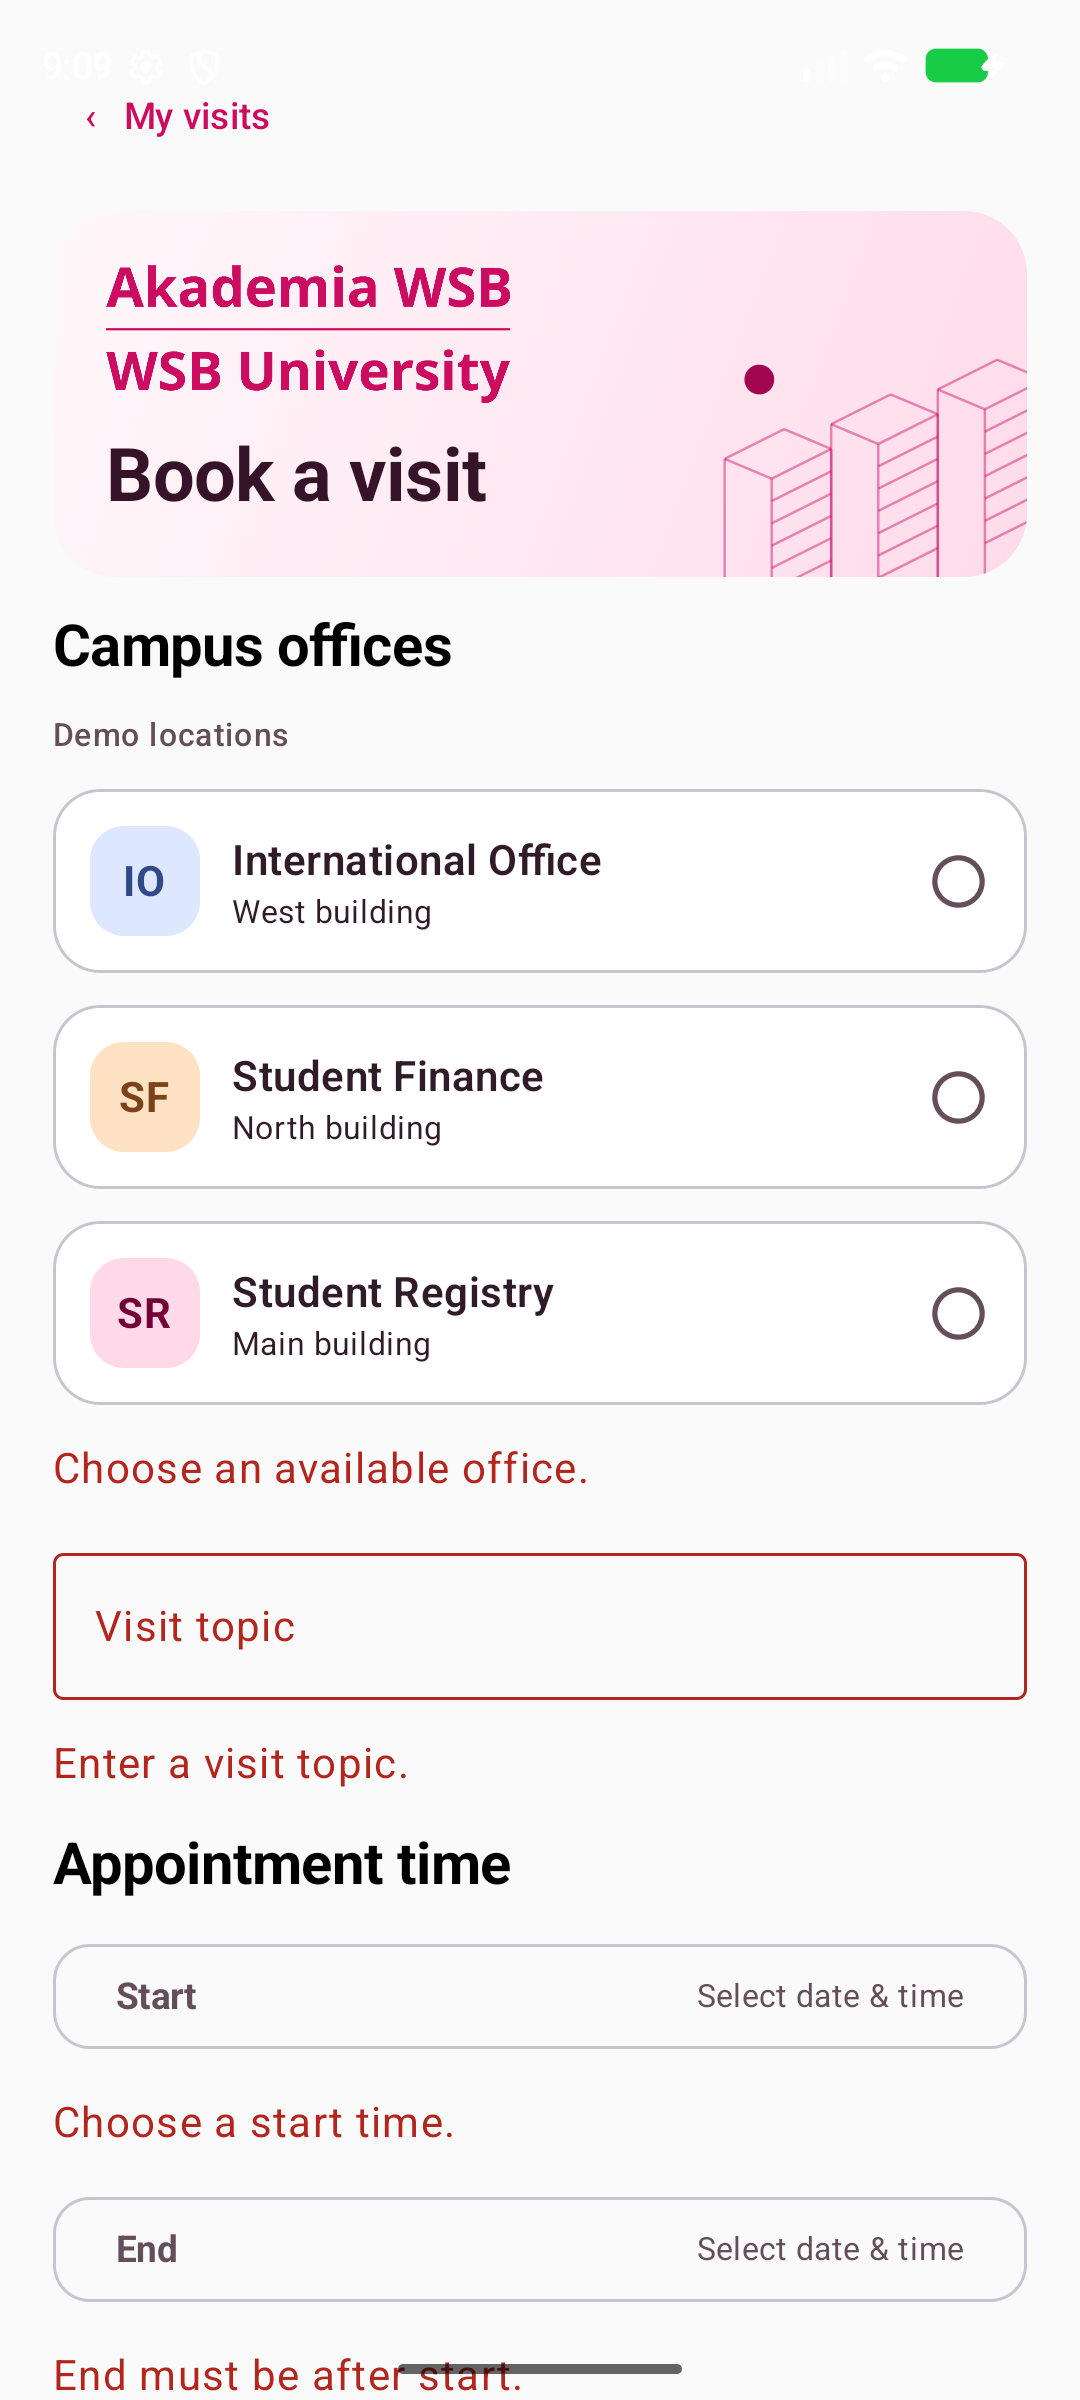 9:09
‹ My visits
Akademia WSB
WSB University
Book a visit
Campus offices
Demo locations
IO
International Office
West building
SF
Student Finance
North building
SR
Student Registry
Main building
Choose an available office.
Visit topic
Enter a visit topic.
Appointment time
Start
Select date & time
Choose a start time.
End
Select date & time
End must be after start.